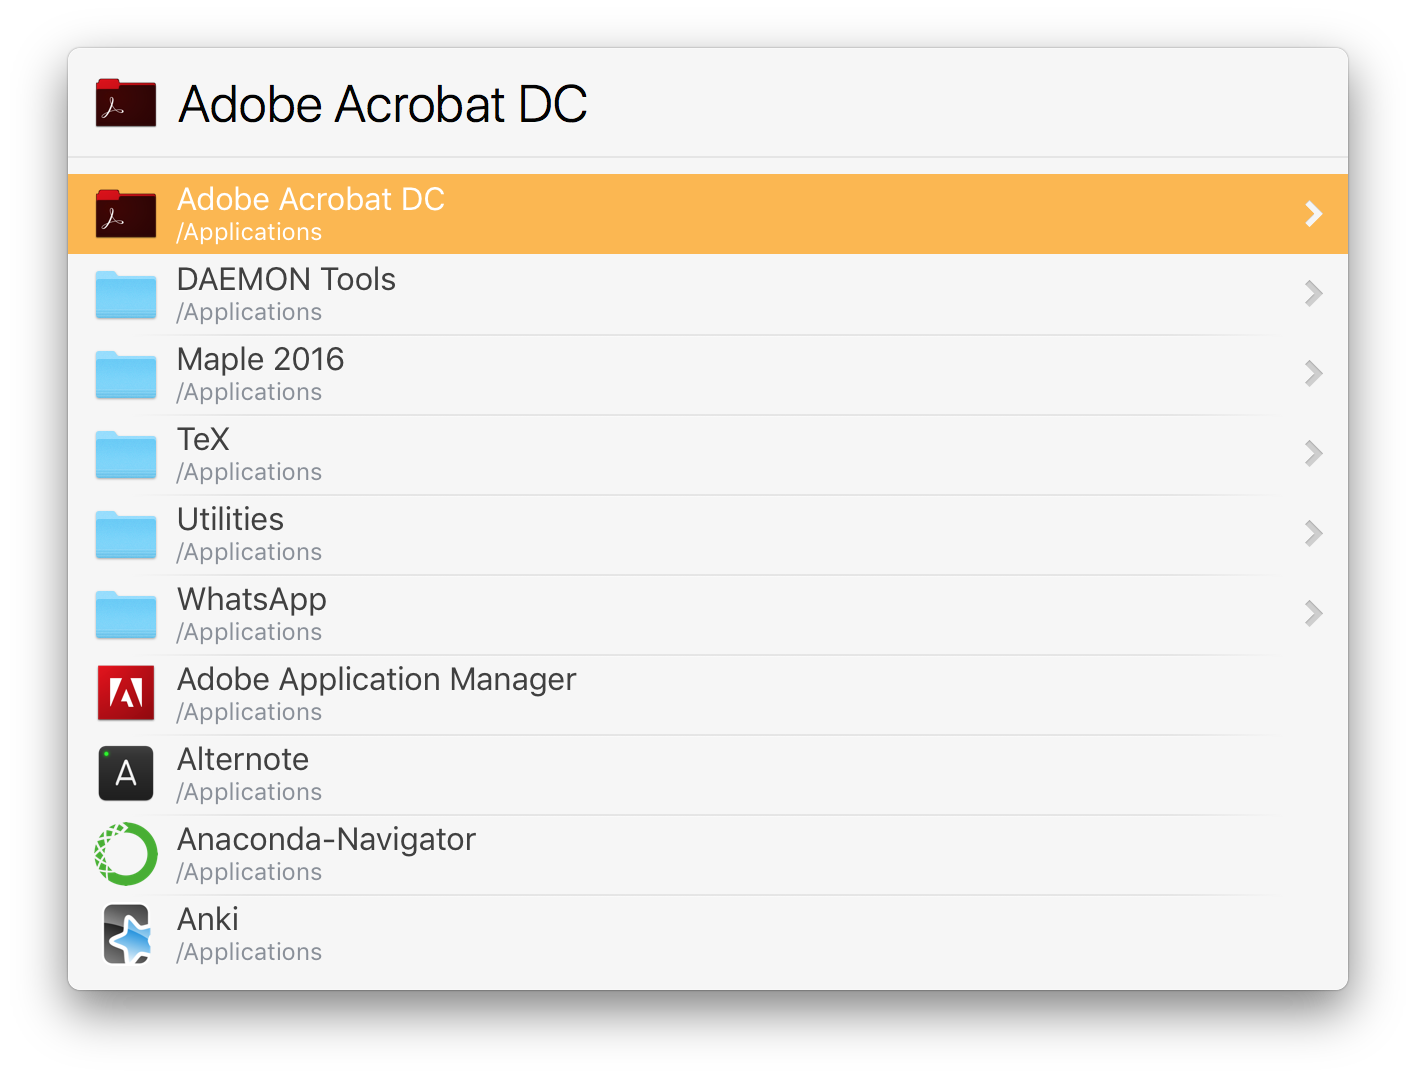 Adobe Acrobat DC
Adobe Acrobat DC
/Applications
DAEMON Tools
/Applications
Maple 2016
/Applications
TeX
/Applications
Utilities
/Applications
WhatsApp
/Applications
Adobe Application Manager
/Applications
A
Alternote
/Applications
Anaconda-Navigator
/Applications
Anki
/Applications